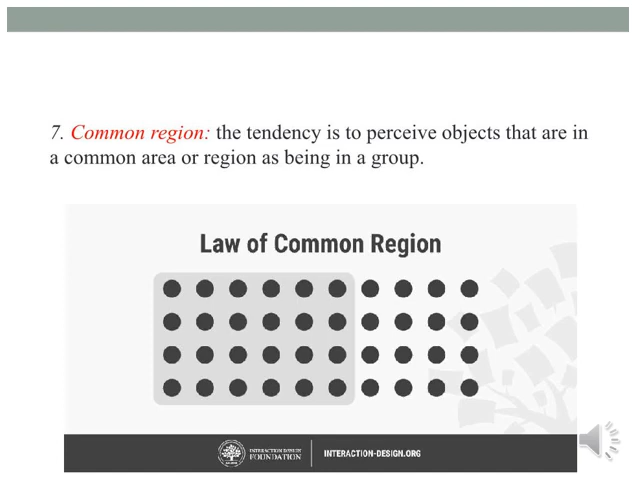 7. Common region: the tendency is to perceive objects that are in
a common area or region as being in a group.
Law of Common Region
INTERACTION DESIGN
FOUNDATION
INTERACTION-DESIGN.ORG